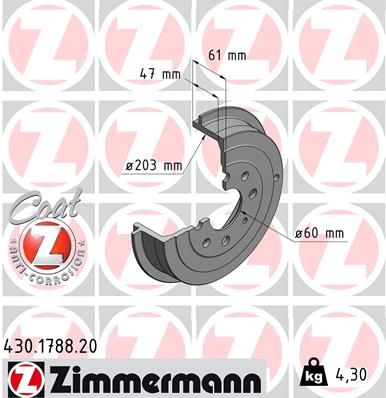 61 mm
47 mm
ø203 mm
ø60 mm
Coat
Z
ANTI-CORROSION
430.1788.20
kg 4,30
Z Zimmermann